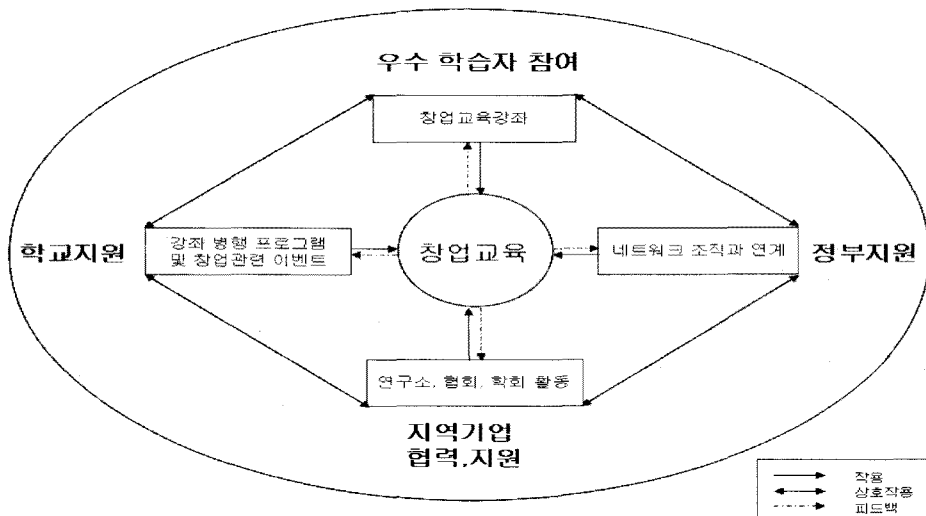 우수 학습자 참여
창업교육강좌
학교지원
강좌 병행 프로그램
및 창업관련 이벤트
창업교육
네트워크 조직과 연계
정부지원
연구소, 협회, 학회 활동
지역기업
협력,지원
작용
상호작용
피드백